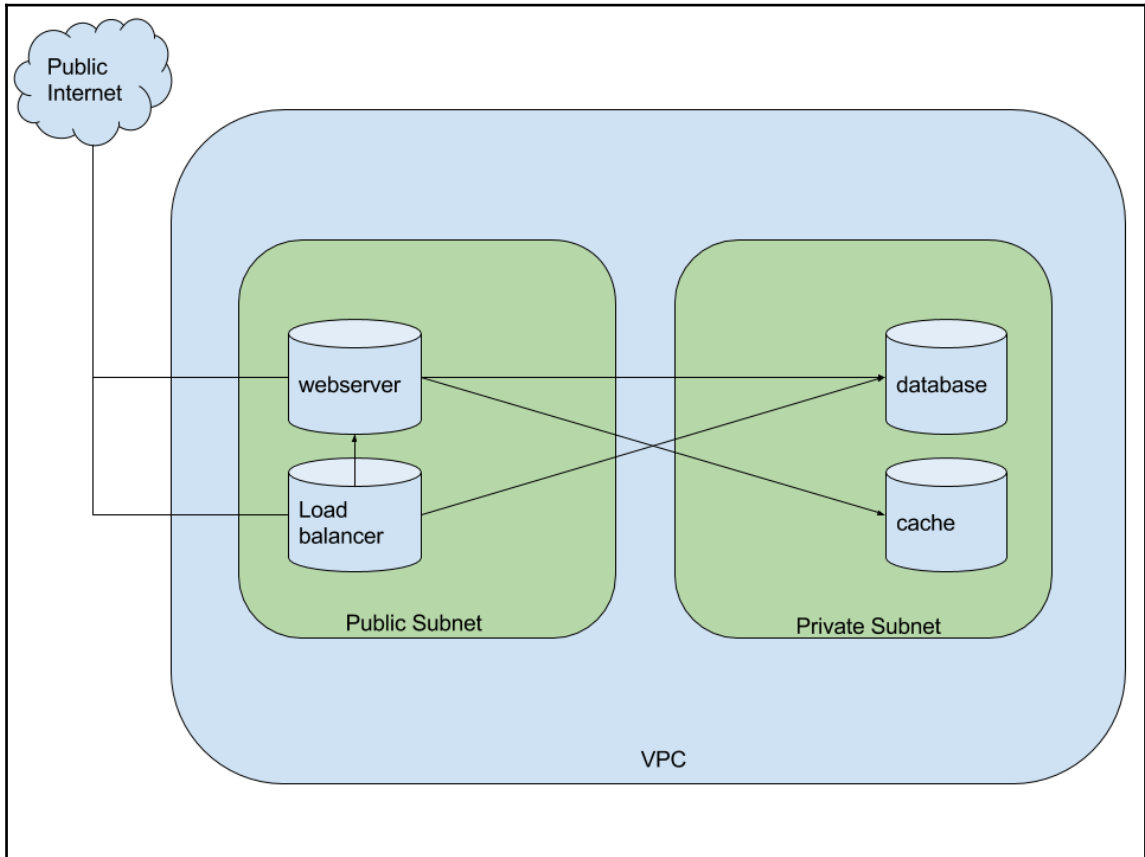 Public
Internet
webserver
database
Load
balancer
cache
Public Subnet
Private Subnet
VPC